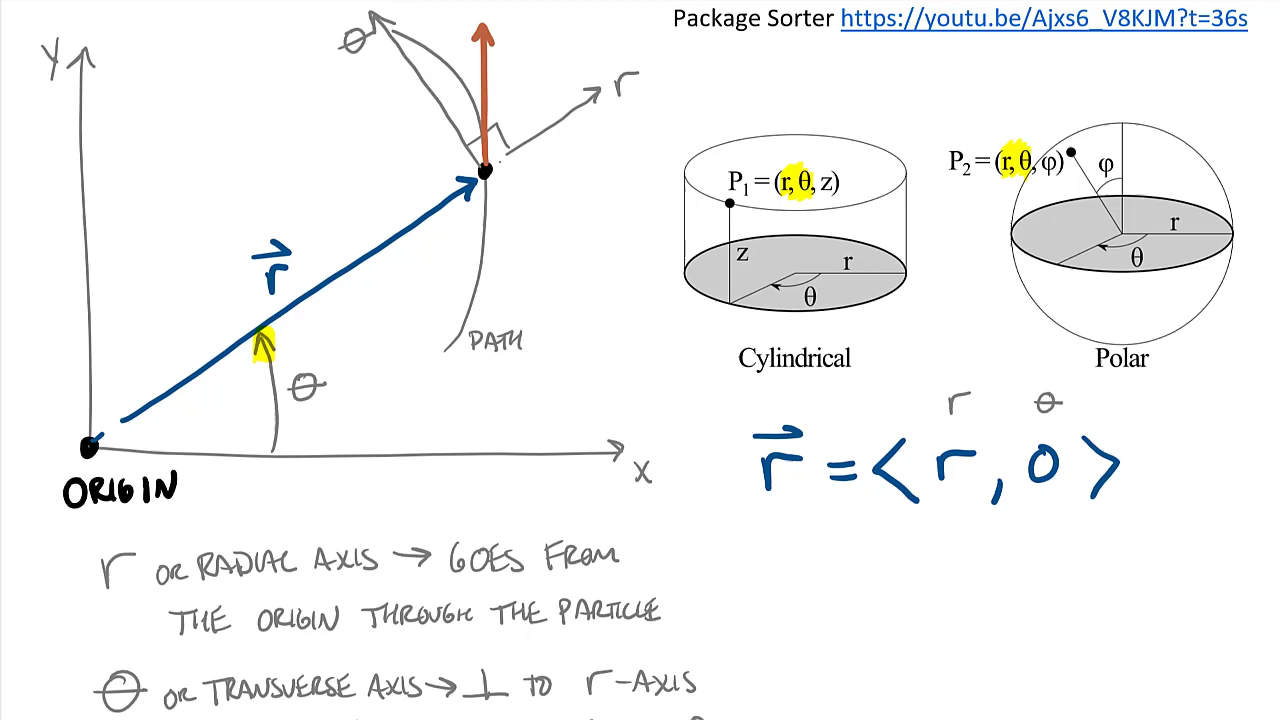 Package Sorter https://youtu.be/Ajxs6_V8KJM?t=36s
Y
θ
r
r
PATH
θ
X
ORIGIN
P1 = (r, θ, z)
z
r
θ
Cylindrical
P2 = (r, θ, φ)
φ
r
θ
Polar
r θ
r = < r, 0 >
r OR RADIAL AXIS → GOES FROM
THE ORIGIN THROUGH THE PARTICLE
θ OR TRANSVERSE AXIS → ⊥ TO r-AXIS